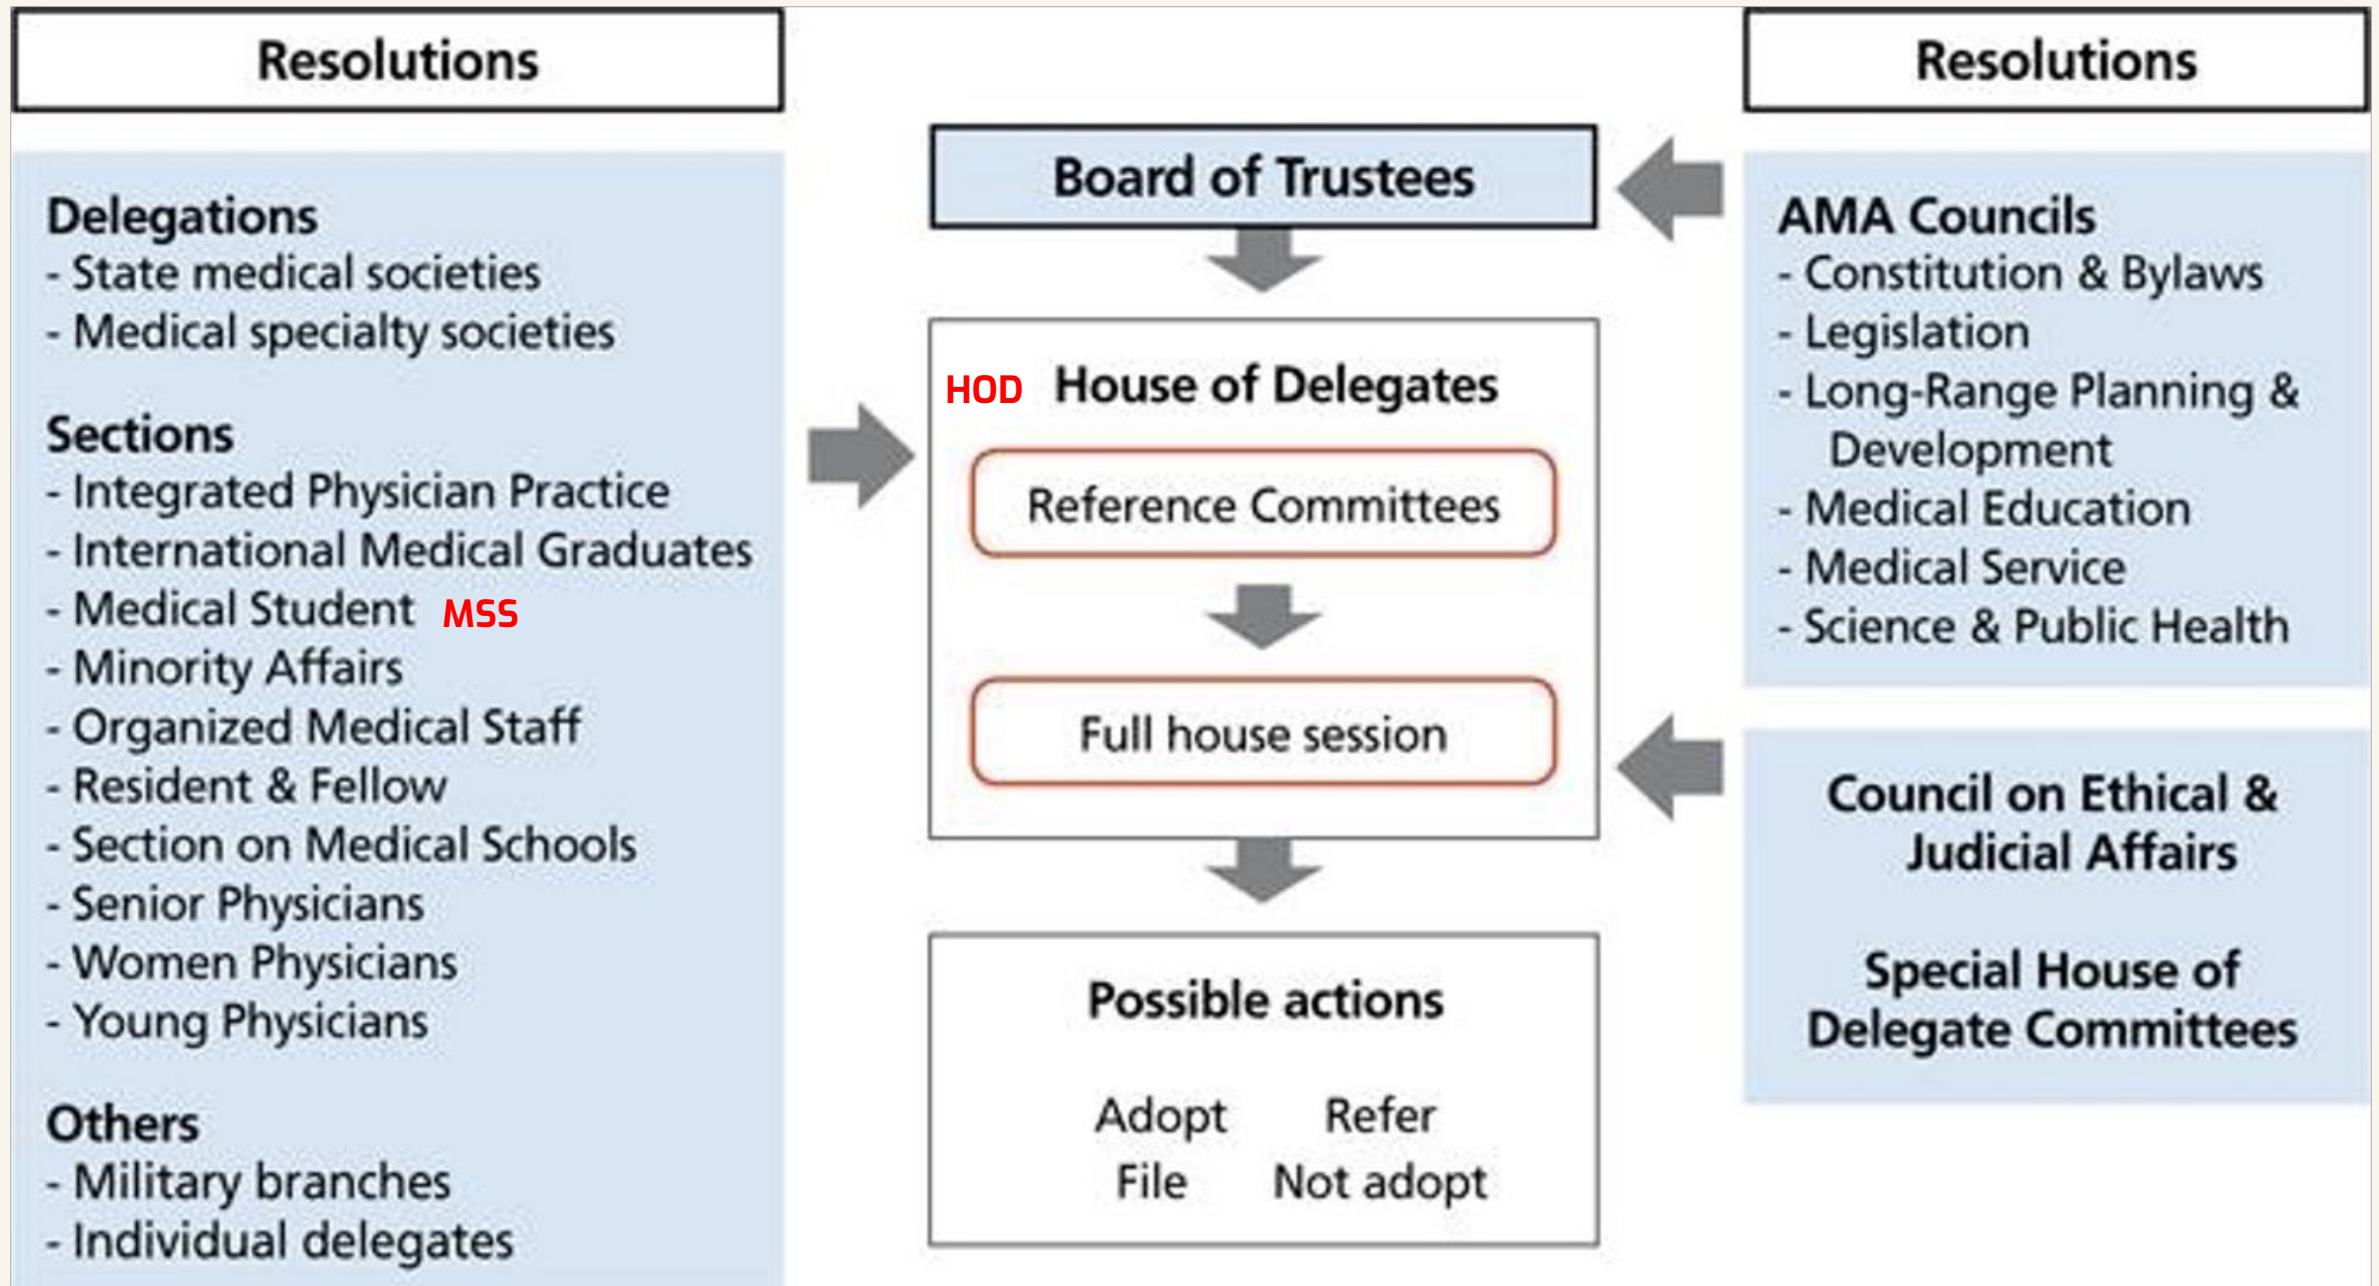 Resolutions
Delegations
- State medical societies
- Medical specialty societies
Sections
- Integrated Physician Practice
- International Medical Graduates
- Medical Student MSS
- Minority Affairs
- Organized Medical Staff
- Resident & Fellow
- Section on Medical Schools
- Senior Physicians
- Women Physicians
- Young Physicians
Others
- Military branches
- Individual delegates
Board of Trustees
HOD House of Delegates
Reference Committees
Full house session
Possible actions
Adopt Refer
File Not adopt
Resolutions
AMA Councils
- Constitution & Bylaws
- Legislation
- Long-Range Planning &
Development
- Medical Education
- Medical Service
- Science & Public Health
Council on Ethical &
Judicial Affairs
Special House of
Delegate Committees